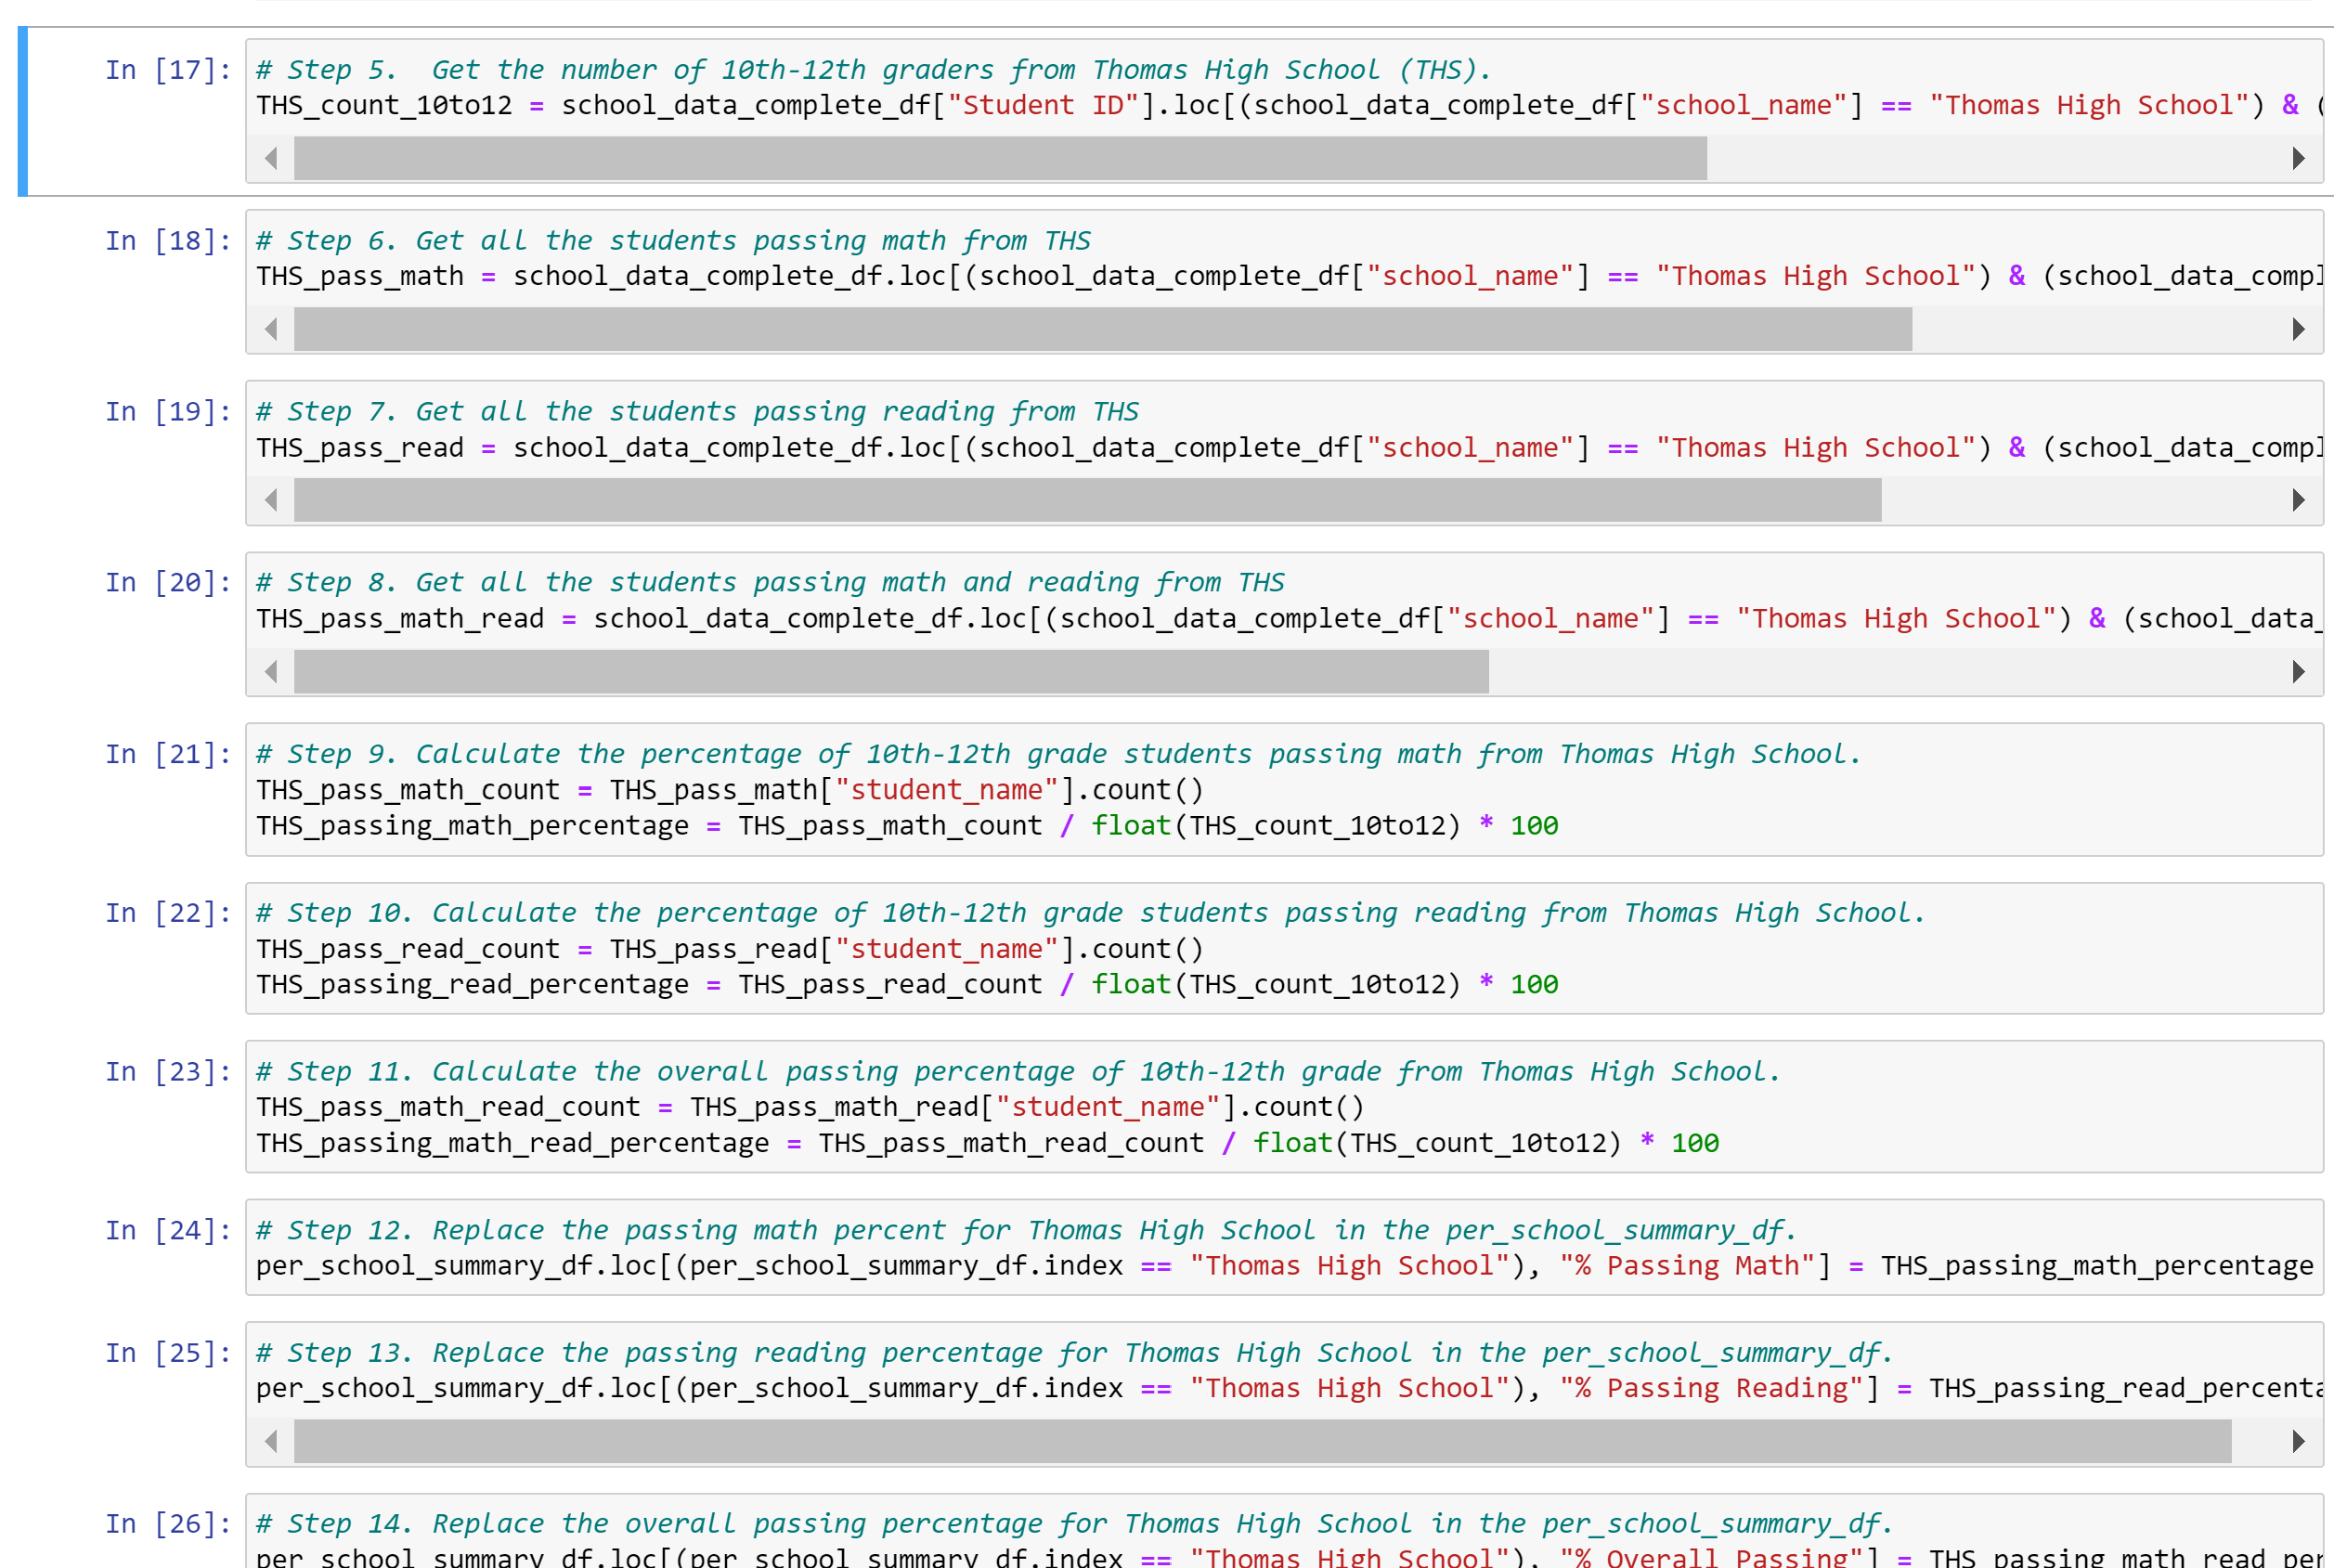 In [17]:
# Step 5.  Get the number of 10th-12th graders from Thomas High School (THS).
THS_count_10to12 = school_data_complete_df["Student ID"].loc[(school_data_complete_df["school_name"] == "Thomas High School") & (
In [18]:
# Step 6. Get all the students passing math from THS
THS_pass_math = school_data_complete_df.loc[(school_data_complete_df["school_name"] == "Thomas High School") & (school_data_compl
In [19]:
# Step 7. Get all the students passing reading from THS
THS_pass_read = school_data_complete_df.loc[(school_data_complete_df["school_name"] == "Thomas High School") & (school_data_compl
In [20]:
# Step 8. Get all the students passing math and reading from THS
THS_pass_math_read = school_data_complete_df.loc[(school_data_complete_df["school_name"] == "Thomas High School") & (school_data_
In [21]:
# Step 9. Calculate the percentage of 10th-12th grade students passing math from Thomas High School.
THS_pass_math_count = THS_pass_math["student_name"].count()
THS_passing_math_percentage = THS_pass_math_count / float(THS_count_10to12) * 100
In [22]:
# Step 10. Calculate the percentage of 10th-12th grade students passing reading from Thomas High School.
THS_pass_read_count = THS_pass_read["student_name"].count()
THS_passing_read_percentage = THS_pass_read_count / float(THS_count_10to12) * 100
In [23]:
# Step 11. Calculate the overall passing percentage of 10th-12th grade from Thomas High School.
THS_pass_math_read_count = THS_pass_math_read["student_name"].count()
THS_passing_math_read_percentage = THS_pass_math_read_count / float(THS_count_10to12) * 100
In [24]:
# Step 12. Replace the passing math percent for Thomas High School in the per_school_summary_df.
per_school_summary_df.loc[(per_school_summary_df.index == "Thomas High School"), "% Passing Math"] = THS_passing_math_percentage
In [25]:
# Step 13. Replace the passing reading percentage for Thomas High School in the per_school_summary_df.
per_school_summary_df.loc[(per_school_summary_df.index == "Thomas High School"), "% Passing Reading"] = THS_passing_read_percenta
In [26]:
# Step 14. Replace the overall passing percentage for Thomas High School in the per_school_summary_df.
per_school_summary_df.loc[(per_school_summary_df.index == "Thomas High School"), "% Overall Passing"] = THS_passing_math_read_per